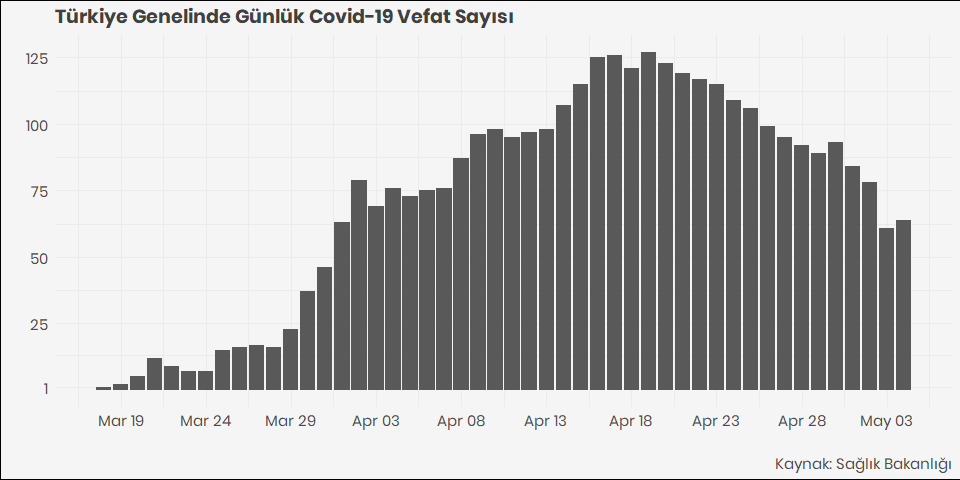 Türkiye Genelinde Günlük Covid-19 Vefat Sayısı
125
100
75
50
25
1
Mar 19 Mar 24 Mar 29 Apr 03 Apr 08 Apr 13 Apr 18 Apr 23 Apr 28 May 03
Kaynak: Sağlık Bakanlığı